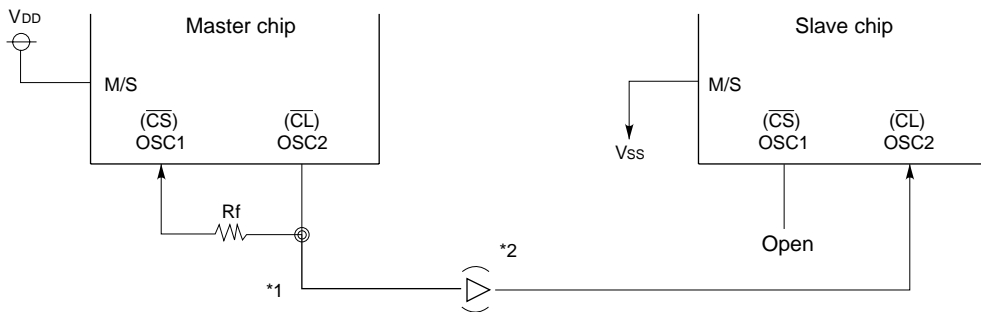 VDD
Master chip
M/S
(CS)
OSC1
(CL)
OSC2
Rf
*1
*2
Slave chip
M/S
VSS
(CS)
OSC1
(CL)
OSC2
Open